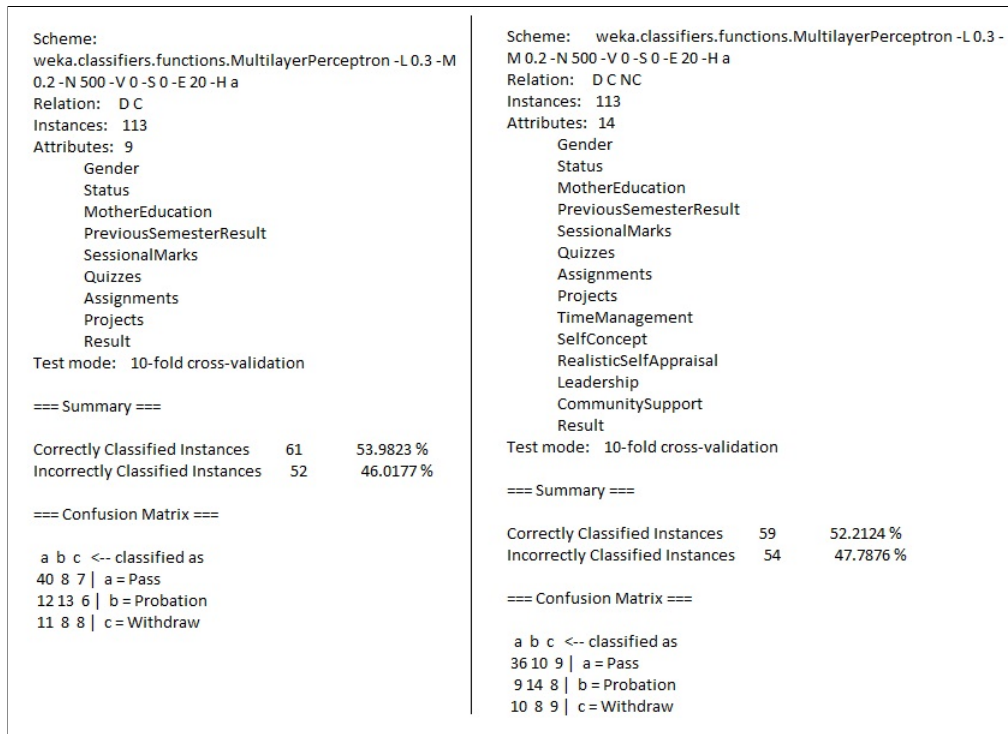 Scheme:
weka.classifiers.functions.MultilayerPerceptron -L 0.3 -M
0.2 -N 500 -V 0 -S 0 -E 20 -H a
Relation: D C
Instances: 113
Attributes: 9
Gender
Status
MotherEducation
PreviousSemesterResult
SessionalMarks
Quizzes
Assignments
Projects
Result
Test mode: 10-fold cross-validation
=== Summary ===
Correctly Classified Instances 61 53.9823 %
Incorrectly Classified Instances 52 46.0177 %
=== Confusion Matrix ===
a b c <-- classified as
40 8 7 | a = Pass
12 13 6 | b = Probation
11 8 8 | c = Withdraw
Scheme: weka.classifiers.functions.MultilayerPerceptron -L 0.3 -
M 0.2 -N 500 -V 0 -S 0 -E 20 -H a
Relation: D C NC
Instances: 113
Attributes: 14
Gender
Status
MotherEducation
PreviousSemesterResult
SessionalMarks
Quizzes
Assignments
Projects
TimeManagement
SelfConcept
RealisticSelfAppraisal
Leadership
CommunitySupport
Result
Test mode: 10-fold cross-validation
=== Summary ===
Correctly Classified Instances 59 52.2124 %
Incorrectly Classified Instances 54 47.7876 %
=== Confusion Matrix ===
a b c <-- classified as
36 10 9 | a = Pass
9 14 8 | b = Probation
10 8 9 | c = Withdraw